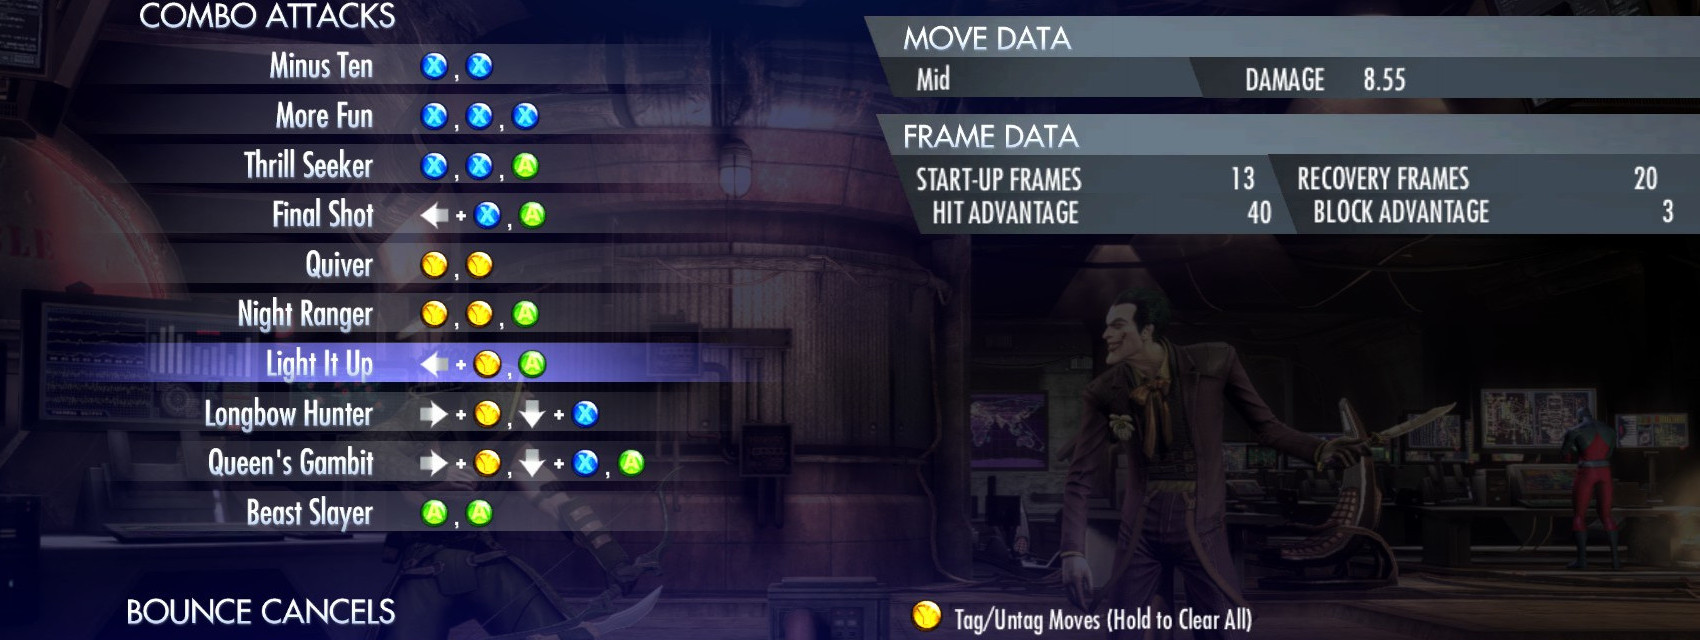 COMBO ATTACKS
Minus Ten X , X
More Fun X , X , X
Thrill Seeker X , X , A
Final Shot + X , A
Quiver Y , Y
Night Ranger Y , Y , A
Light It Up + Y , A
Longbow Hunter + Y , + X
Queen's Gambit + Y , + X , A
Beast Slayer A , A
BOUNCE CANCELS
MOVE DATA
Mid DAMAGE 8.55
FRAME DATA
START-UP FRAMES 13 RECOVERY FRAMES 20
HIT ADVANTAGE 40 BLOCK ADVANTAGE 3
Y Tag/Untag Moves (Hold to Clear All)